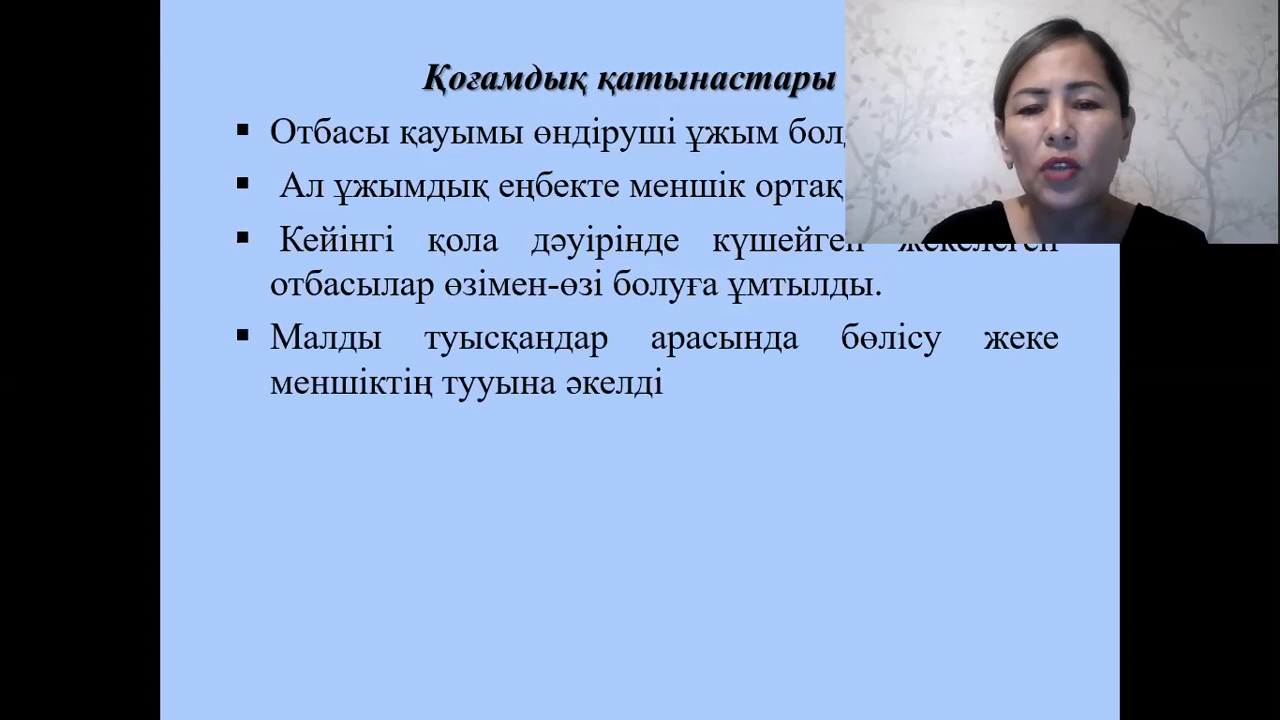 Қоғамдық қатынастары
▪ Отбасы қауымы өндіруші ұжым
▪ Ал ұжымдық еңбекте меншік ортақ
▪ Кейінгі қола дәуірінде күшейген жекелеген
отбасылар өзімен-өзі болуға ұмтылды.
▪ Малды туысқандар арасында бөлісу жеке
меншіктің тууына әкелді